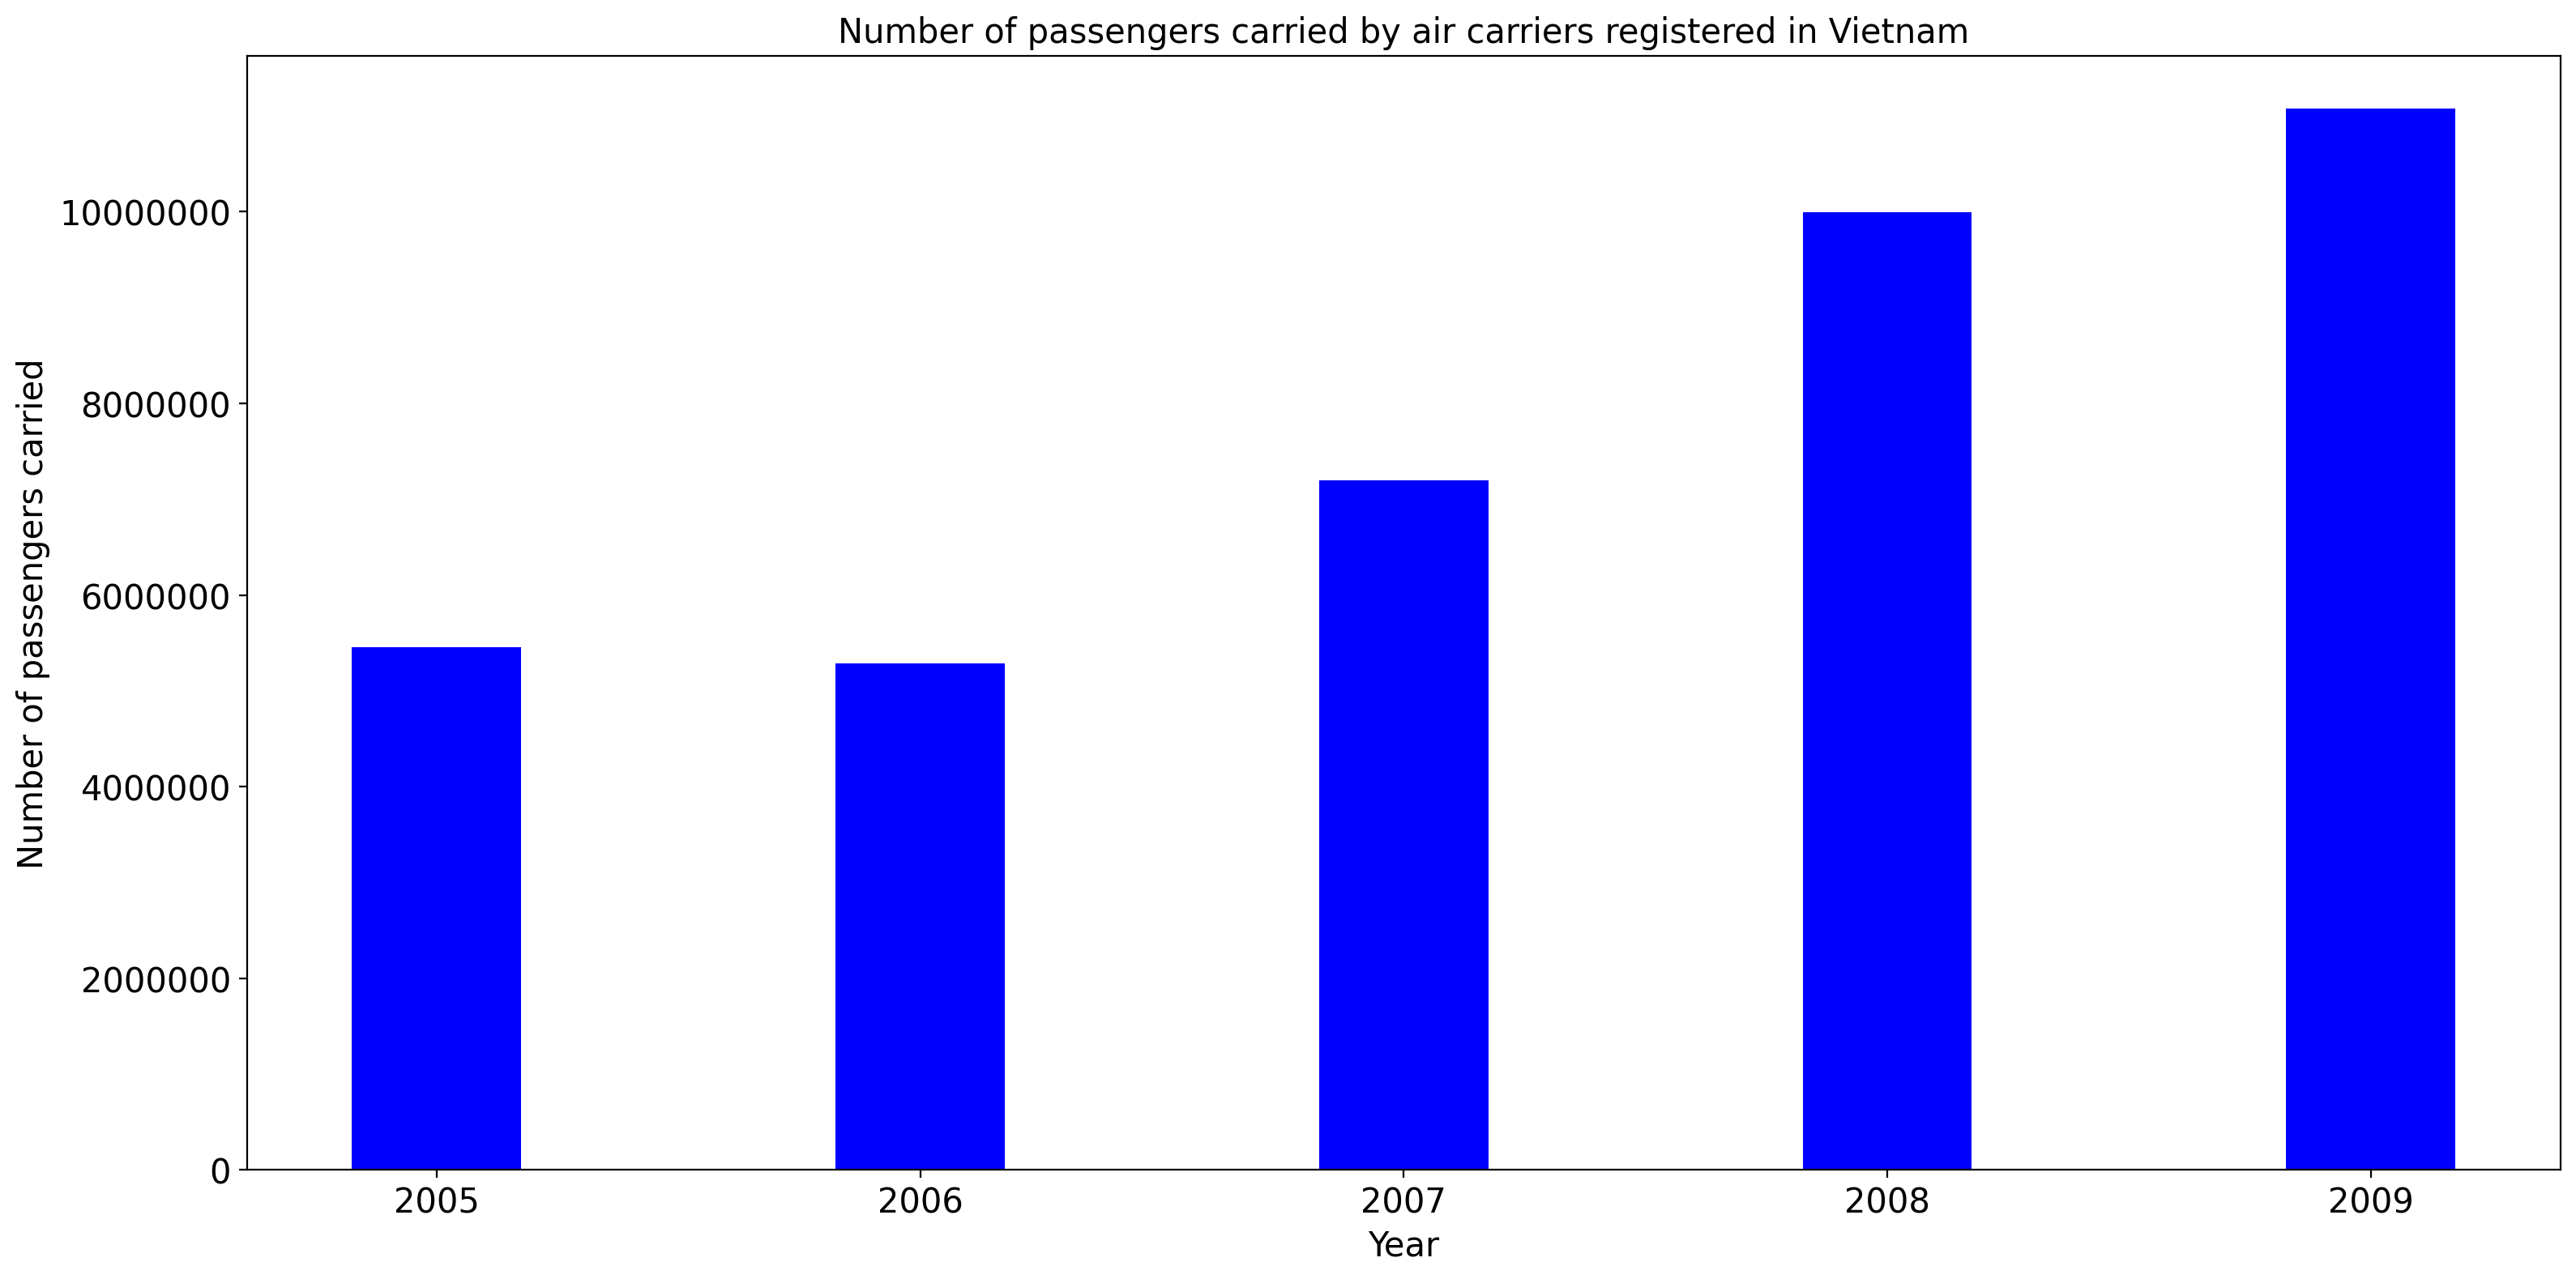 Number of passengers carried by air carriers registered in Vietnam
Number of passengers carried
10000000
8000000
6000000
4000000
2000000
0
2005 2006 2007 2008 2009
Year